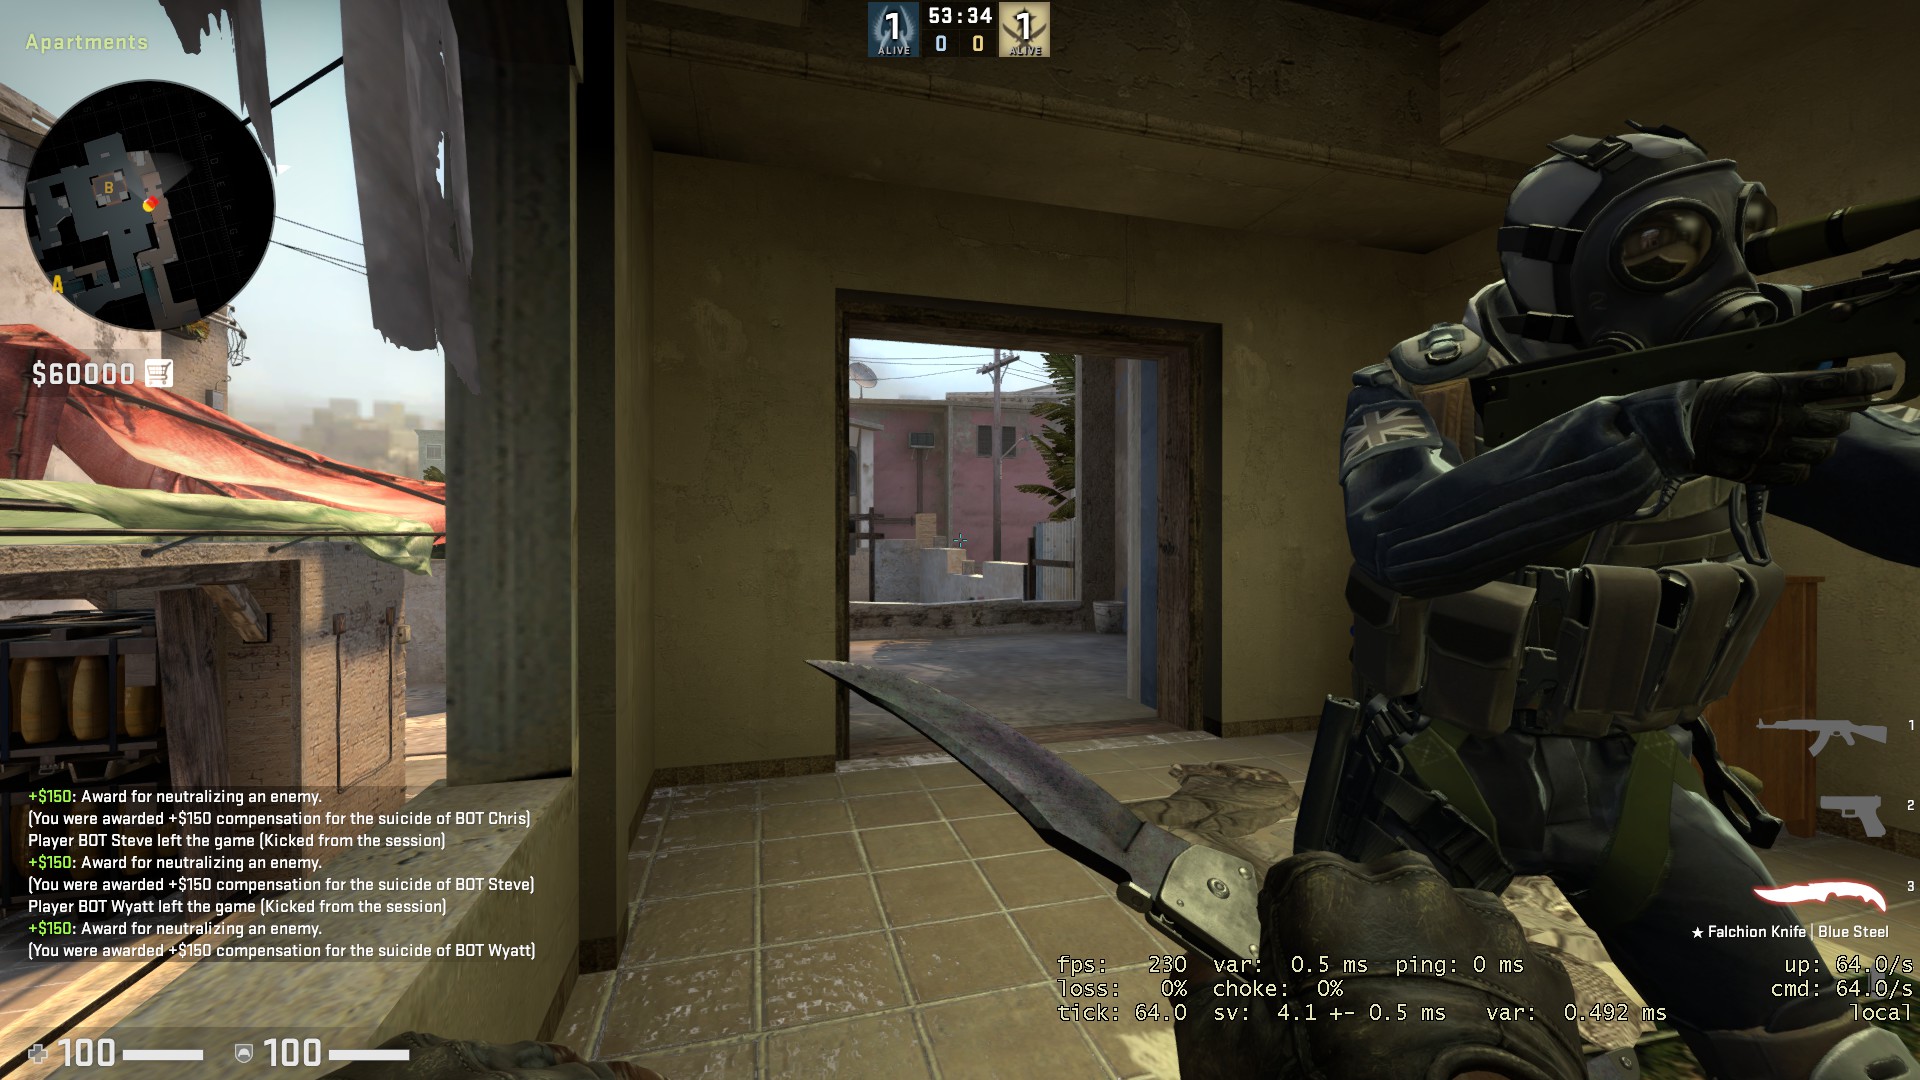 Apartments
1 ALIVE 53:34 1 ALIVE
0 0
B
A
$60000
+$150: Award for neutralizing an enemy.
(You were awarded +$150 compensation for the suicide of BOT Chris)
Player BOT Steve left the game (Kicked from the session)
+$150: Award for neutralizing an enemy.
(You were awarded +$150 compensation for the suicide of BOT Steve)
Player BOT Wyatt left the game (Kicked from the session)
+$150: Award for neutralizing an enemy.
(You were awarded +$150 compensation for the suicide of BOT Wyatt)
1
2
3
★ Falchion Knife | Blue Steel
fps: 230 var: 0.5 ms ping: 0 ms up: 64.0/s
loss: 0% choke: 0% cmd: 64.0/s
tick: 64.0 sv: 4.1 +- 0.5 ms var: 0.492 ms local
100 100